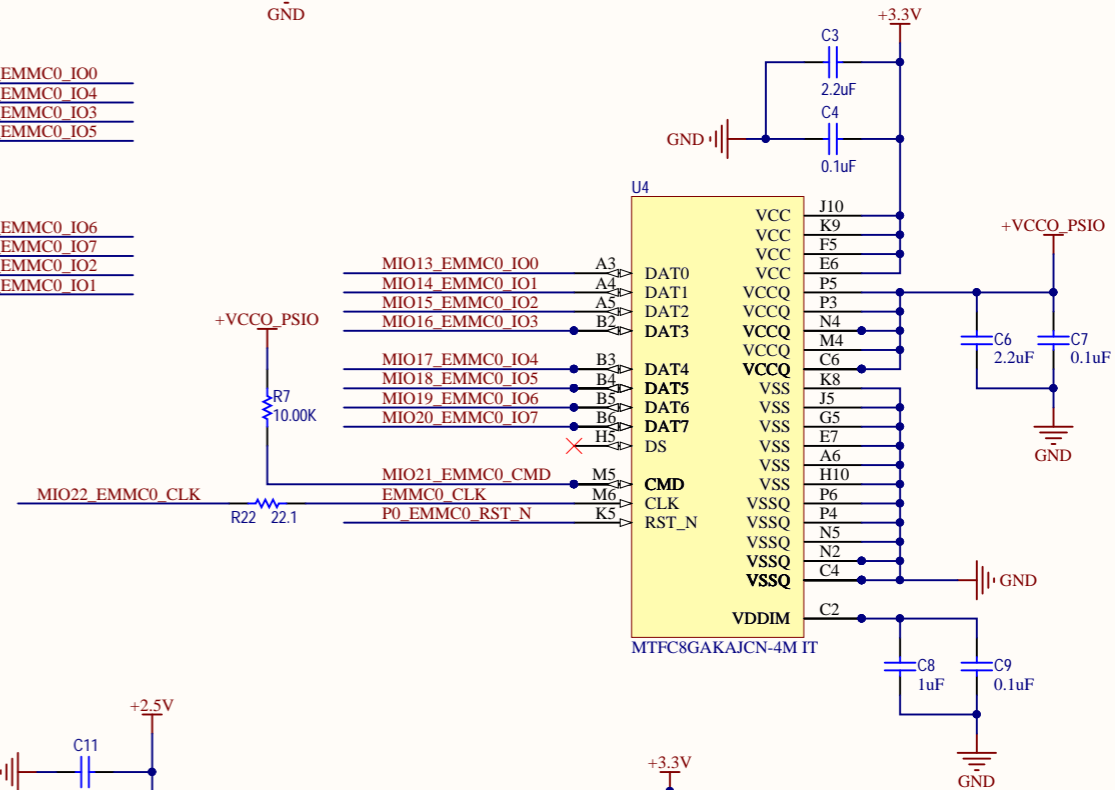 GND
EMMC0_IO0
EMMC0_IO4
EMMC0_IO3
EMMC0_IO5
EMMC0_IO6
EMMC0_IO7
EMMC0_IO2
EMMC0_IO1
+3.3V
C3
2.2uF
C4
0.1uF
GND
U4
MIO13_EMMC0_IO0 A3 DAT0
MIO14_EMMC0_IO1 A4 DAT1
MIO15_EMMC0_IO2 A5 DAT2
MIO16_EMMC0_IO3 B2 DAT3
MIO17_EMMC0_IO4 B3 DAT4
MIO18_EMMC0_IO5 B4 DAT5
MIO19_EMMC0_IO6 B5 DAT6
MIO20_EMMC0_IO7 B6 DAT7
H5 DS
MIO21_EMMC0_CMD M5 CMD
EMMC0_CLK M6 CLK
P0_EMMC0_RST_N K5 RST_N
+VCCO_PSIO
R7
10.00K
MIO22_EMMC0_CLK
R22 22.1
VCC J10
VCC K9
VCC F5
VCC E6
VCCQ P5
VCCQ P3
VCCQ N4
VCCQ M4
VCCQ C6
VSS K8
VSS J5
VSS G5
VSS E7
VSS A6
VSS H10
VSSQ P6
VSSQ P4
VSSQ N5
VSSQ N2
VSSQ C4
VDDIM C2
MTFC8GAKAJCN-4M IT
+VCCO_PSIO
C6
2.2uF
C7
0.1uF
GND
GND
C8
1uF
C9
0.1uF
GND
+2.5V
C11
+3.3V